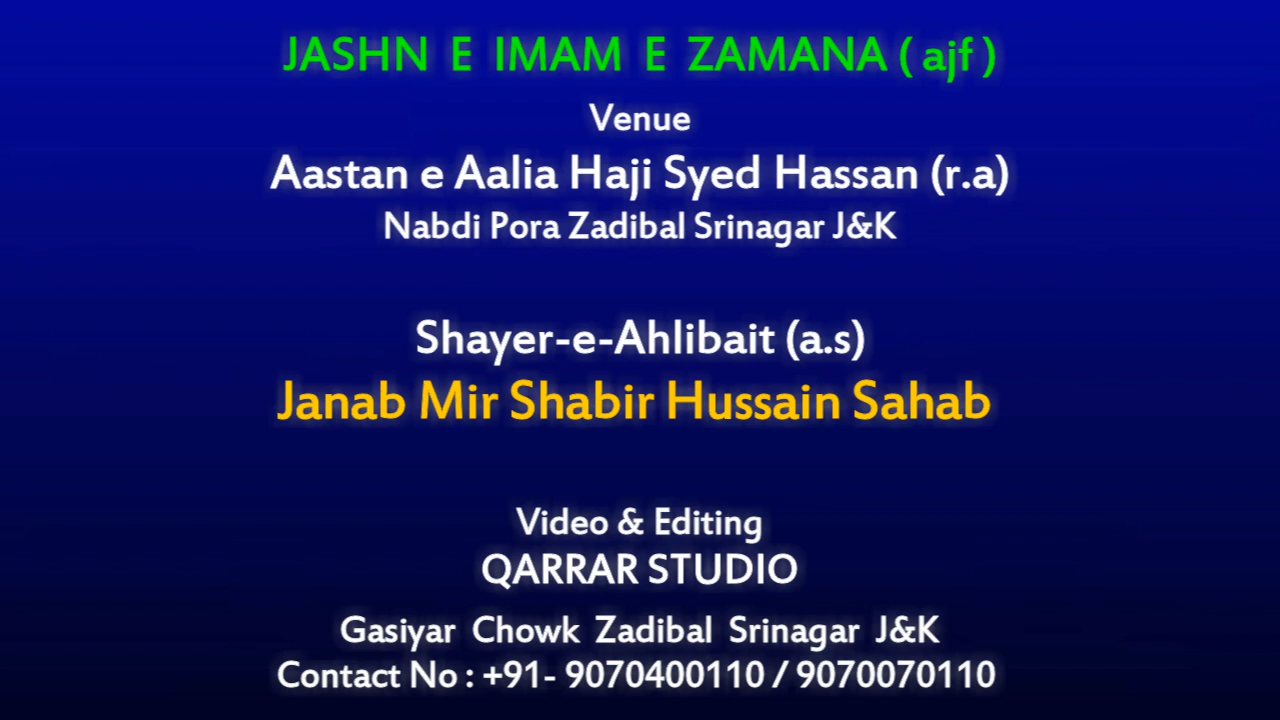 JASHN E IMAM E ZAMANA ( ajf )
Venue
Aastan e Aalia Haji Syed Hassan (r.a)
Nabdi Pora Zadibal Srinagar J&K
Shayer-e-Ahlibait (a.s)
Janab Mir Shabir Hussain Sahab
Video & Editing
QARRAR STUDIO
Gasiyar Chowk Zadibal Srinagar J&K
Contact No : +91- 9070400110 / 9070070110